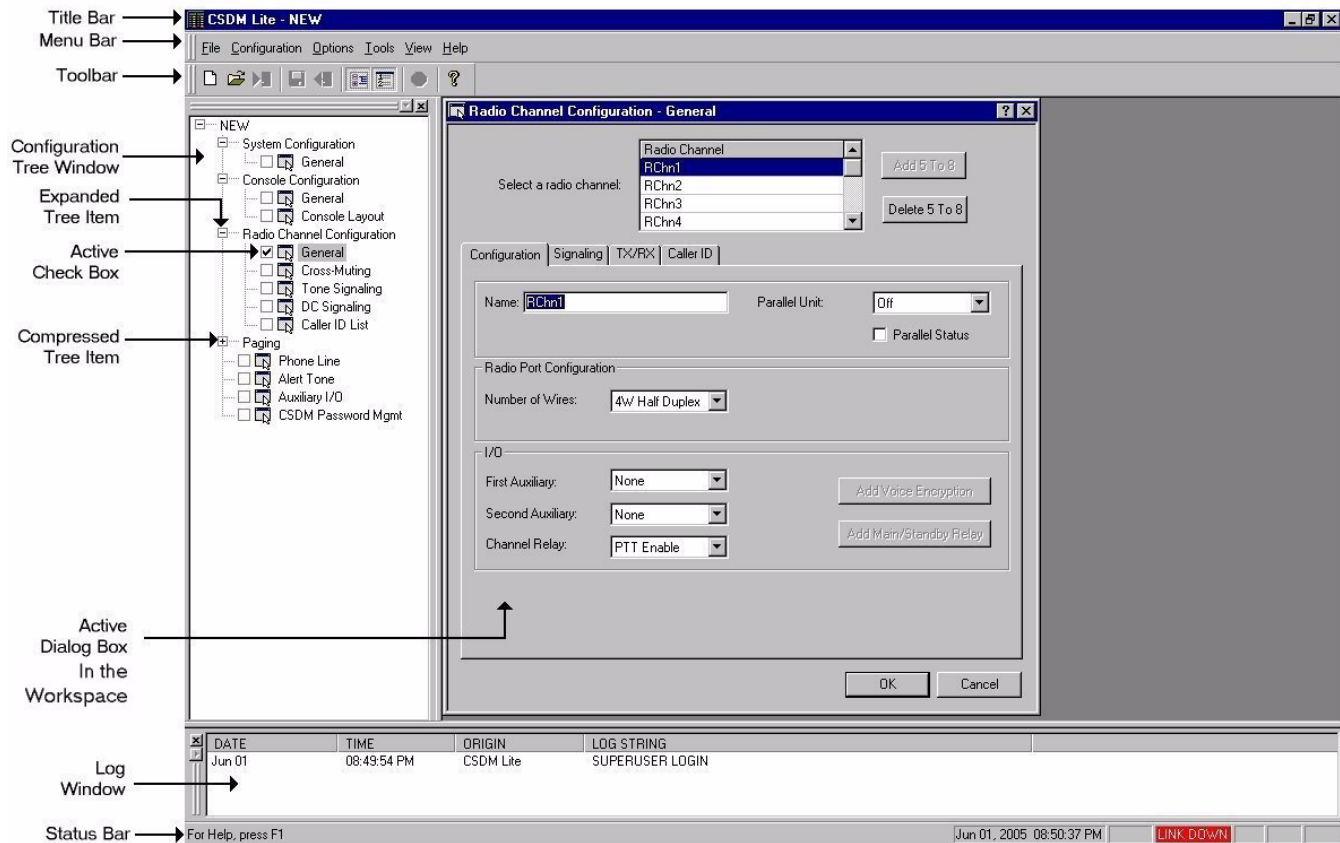 Title Bar
CSDM Lite - NEW
Menu Bar
File Configuration Options Tools View Help
Toolbar
Configuration
Tree Window
Expanded
Tree Item
Active
Check Box
Compressed
Tree Item
NEW
System Configuration
General
Console Configuration
General
Console Layout
Radio Channel Configuration
General
Cross-Muting
Tone Signaling
DC Signaling
Caller ID List
Paging
Phone Line
Alert Tone
Auxiliary I/O
CSDM Password Mgmt
Radio Channel Configuration - General
Select a radio channel:
Radio Channel
RChn1
RChn2
RChn3
RChn4
Add 5 To 8
Delete 5 To 8
Configuration Signaling TX/RX Caller ID
Name: RChn1
Parallel Unit: Off
Parallel Status
Radio Port Configuration
Number of Wires: 4W Half Duplex
I/O
First Auxiliary: None
Second Auxiliary: None
Channel Relay: PTT Enable
Add Voice Encryption
Add Main/Standby Relay
OK Cancel
Active
Dialog Box
In the
Workspace
DATE TIME ORIGIN LOG STRING
Jun 01 08:49:54 PM CSDM Lite SUPERUSER LOGIN
Log
Window
Status Bar
For Help, press F1
Jun 01, 2005 08:50:37 PM
LINK DOWN